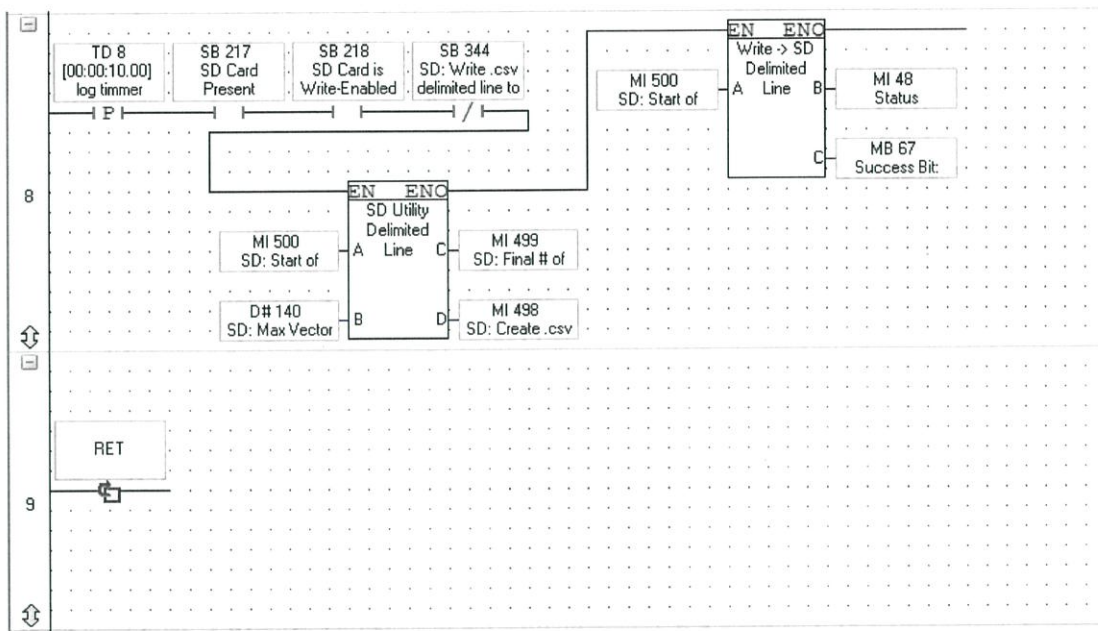 TD 8
[00:00:10.00]
log timmer
P
SB 217
SD Card
Present
SB 218
SD Card is
Write-Enabled
SB 344
SD: Write .csv
delimited line to
/
EN ENO
Write -> SD
Delimited
A Line B
C
MI 500
SD: Start of
MI 48
Status
MB 67
Success Bit:
8
EN ENO
SD Utility
Delimited
A Line C
B D
MI 500
SD: Start of
MI 499
SD: Final # of
D# 140
SD: Max Vector
MI 498
SD: Create .csv
RET
9